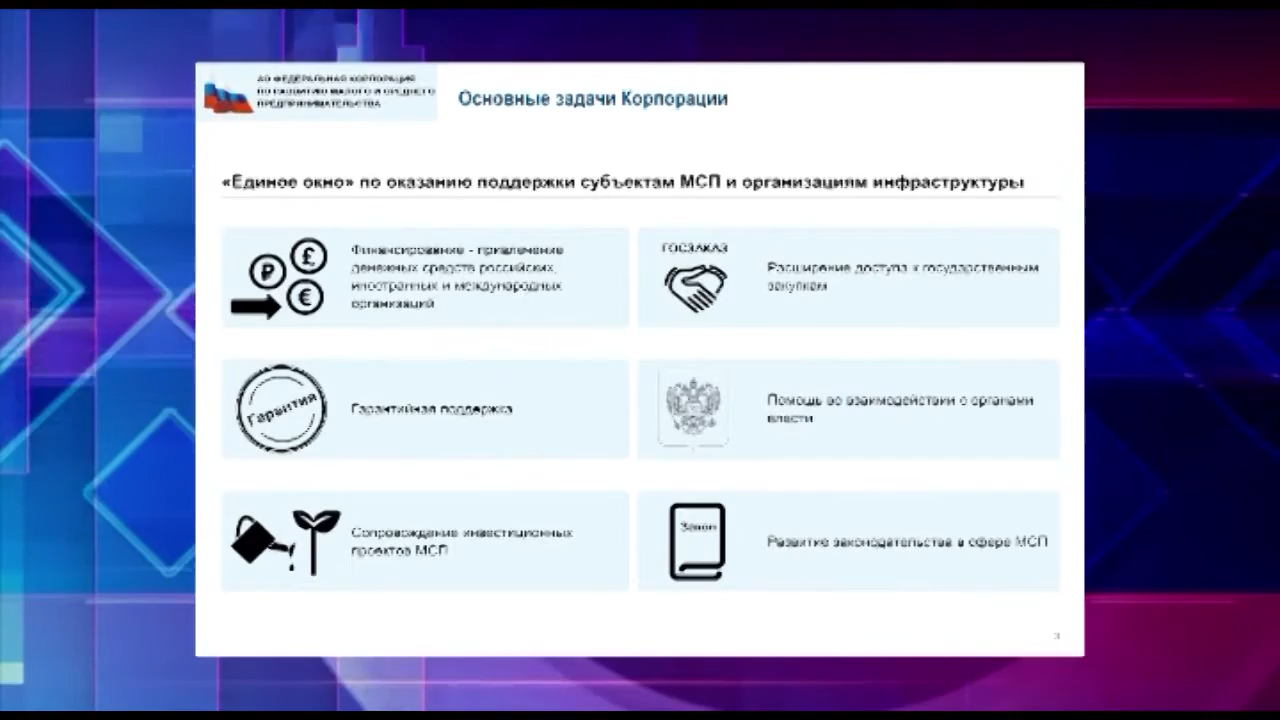 АО ФЕДЕРАЛЬНАЯ КОРПОРАЦИЯ
ПО РАЗВИТИЮ МАЛОГО И СРЕДНЕГО
ПРЕДПРИНИМАТЕЛЬСТВА
Основные задачи Корпорации
«Единое окно» по оказанию поддержки субъектам МСП и организациям инфраструктуры
Финансирование - привлечение
денежных средств российских,
иностранных и международных
организаций
ГОСЗАКАЗ
Расширение доступа к государственным
закупкам
Гарантия
Гарантийная поддержка
Помощь во взаимодействии с органами
власти
Сопровождение инвестиционных
проектов МСП
Закон
Развитие законодательства в сфере МСП
3